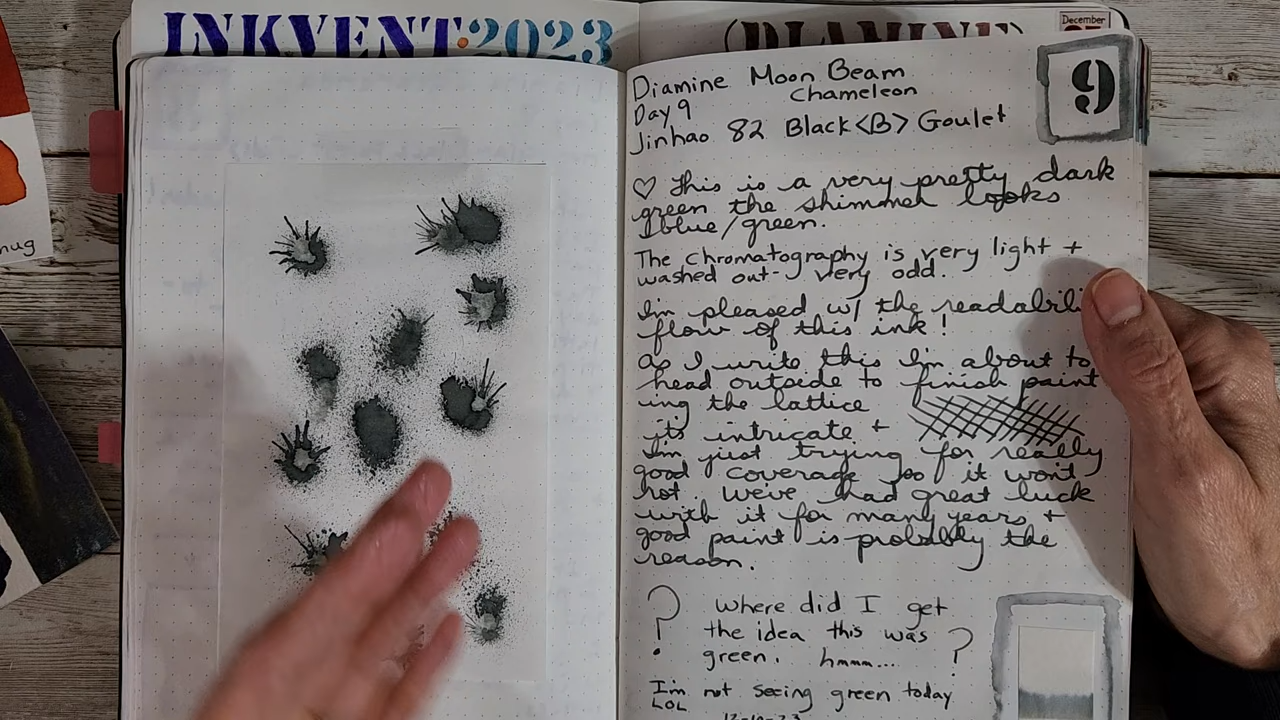 INKVENT 2023
(DIAMINE)
December
mug
Diamine Moon Beam
Chameleon
Day 9
Jinhao 82 Black <B> Goulet
9
♡ This is a very pretty dark
green the shimmer looks
blue/green.
The chromatography is very light +
washed out- very odd.
I'm pleased w/ the readabili
flow of this ink!
as I write this I'm about to
head outside to finish paint
ing the lattice
it's intricate +
I'm just trying for really
good coverage so it won't
rot. We've had great luck
with it for many years +
good paint is probably the
reason.
? where did I get
the idea this was
green. hmmm... ?
I'm not seeing green today
LOL